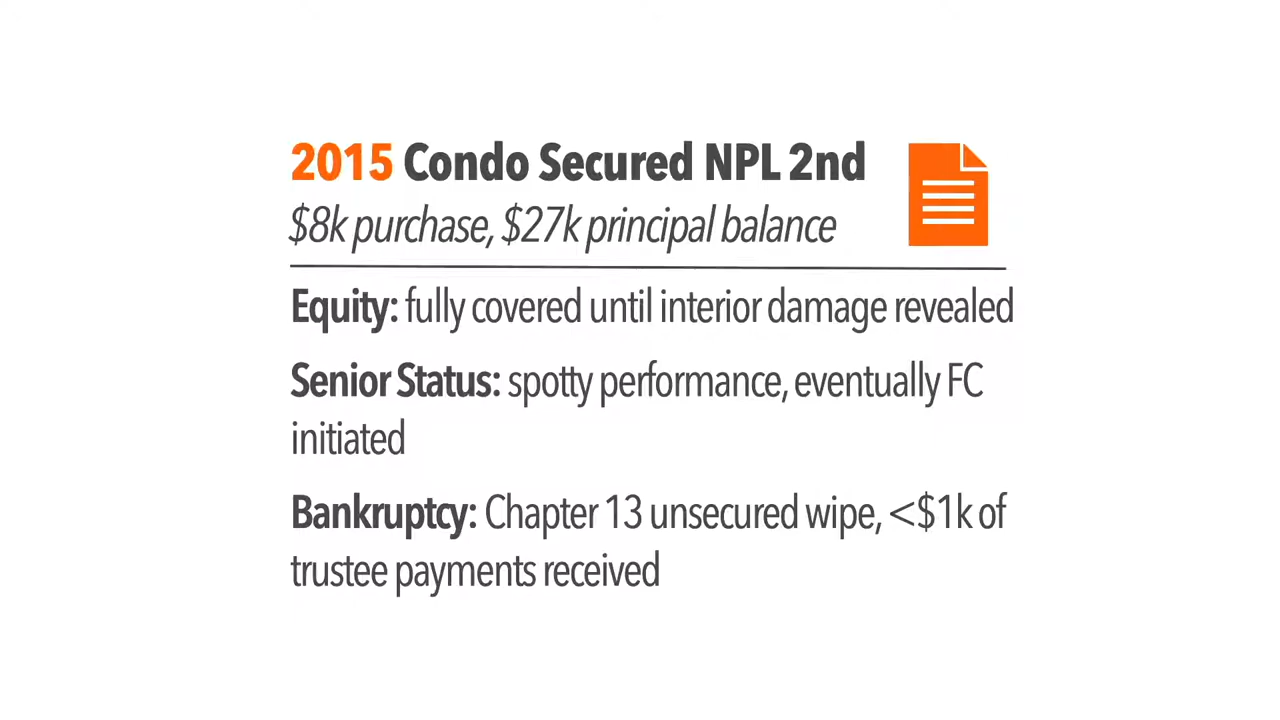 2015 Condo Secured NPL 2nd
$8k purchase, $27k principal balance
Equity: fully covered until interior damage revealed
Senior Status: spotty performance, eventually FC
initiated
Bankruptcy: Chapter 13 unsecured wipe, <$1k of
trustee payments received